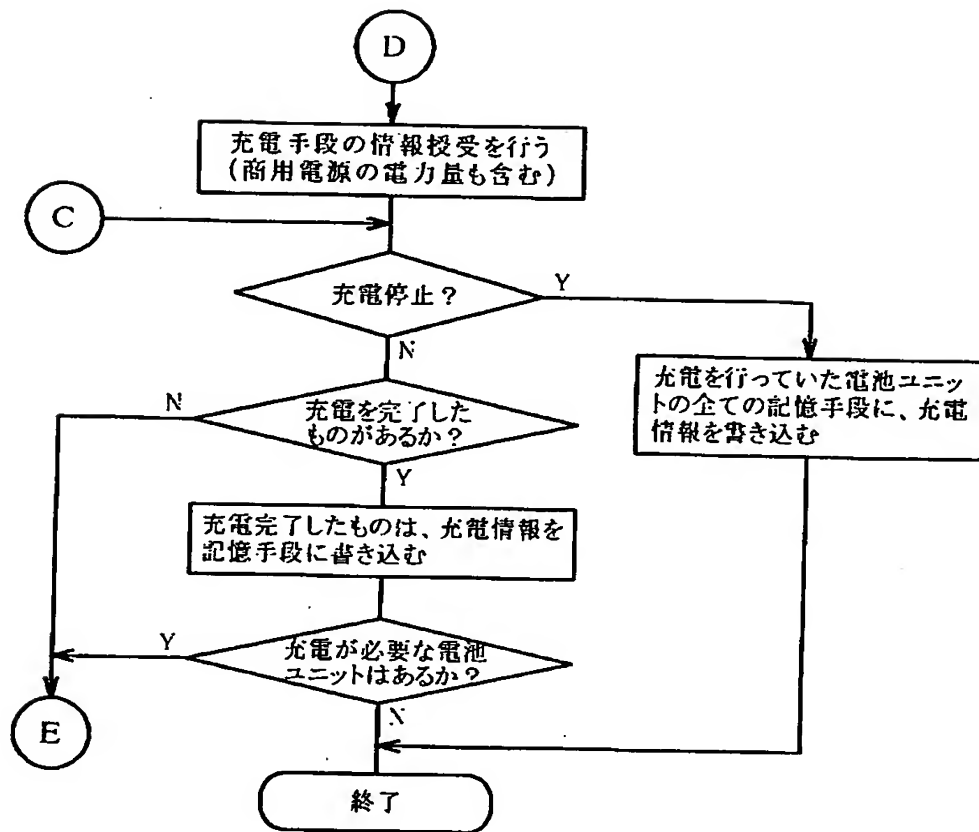 D
充電手段の情報授受を行う
(商用電源の電力量も含む)
C
充電停止?
Y
N
充電を行っていた電池ユニッ
トの全ての記憶手段に、充電
情報を書き込む
N
充電を完了した
ものがあるか?
Y
充電完了したものは、充電情報を
記憶手段に書き込む
Y
充電が必要な電池
ユニットはあるか?
E
N
終了